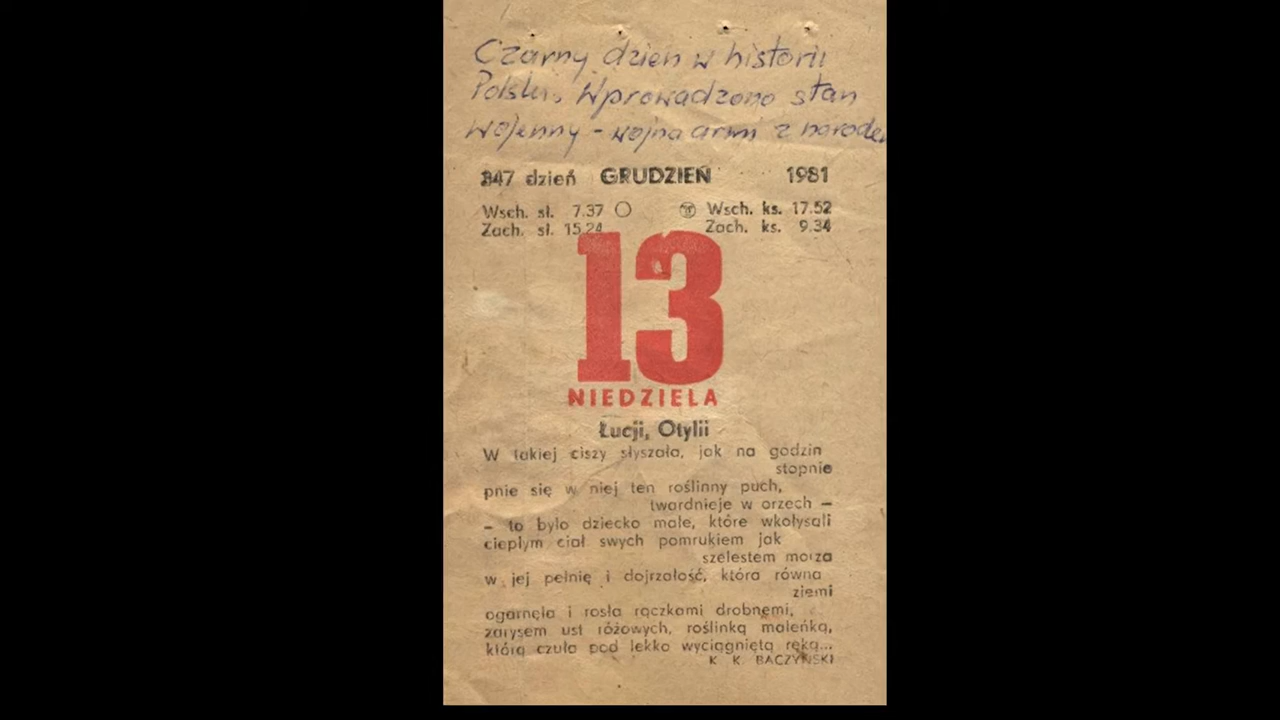 Czarny dzień w historii
Polski. Wprowadzono stan
wojenny - wojna armi z narodem
347 dzień GRUDZIEŃ 1981
Wsch. sł. 7.37 Wsch. ks. 17.52
Zach. sł. 15.24 Zach. ks. 9.34
13
NIEDZIELA
Łucji, Otylii
W takiej ciszy słyszała, jak na godzin
stopnie
pnie się w niej ten roślinny puch,
twardnieje w orzech —
— to było dziecko małe, które wkołysali
ciepłym ciał swych pomrukiem jak
szelestem morza
w jej pełnię i dojrzałość, która równa
ziemi
ogarnęła i rosła rączkami drobnemi,
zarysem ust różowych, roślinką maleńką,
którą czuła pod lekko wyciągniętą ręką...
K. K. BACZYŃSKI